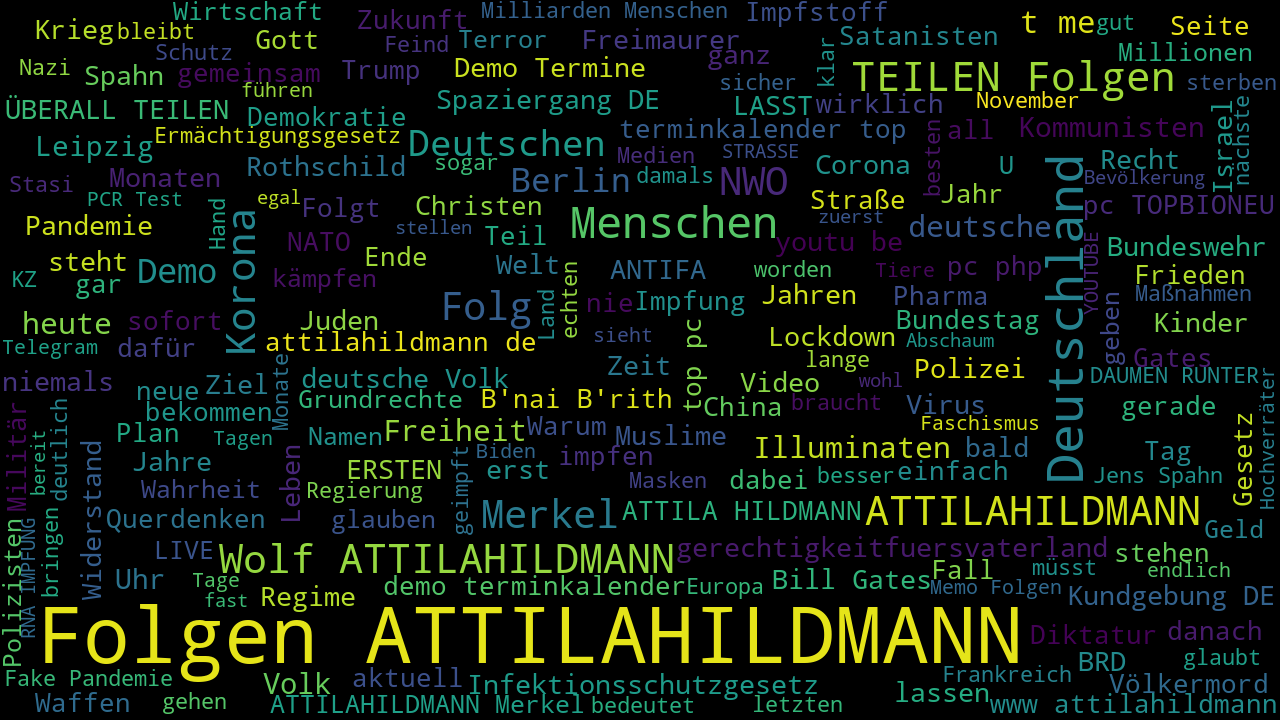 Wirtschaft
Zukunft
Milliarden Menschen
Impfstoff
t me
gut
Seite
Krieg
bleibt
Gott
Feind
Terror
Freimaurer
ganz
klar
Satanisten
Millionen
Schutz
Nazi
Spahn
gemeinsam
Trump
Demo Termine
sicher
TEILEN Folgen
sterben
führen
ÜBERALL TEILEN
Demokratie
Spaziergang DE
LASST
wirklich
November
Israel
nächste
Leipzig
Ermächtigungsgesetz
Deutschen
terminkalender top
besten
all
Kommunisten
Rothschild
sogar
Medien
STRASSE
Corona
U
Recht
Stasi
Monaten
PCR Test
Hand
egal
Berlin
damals
NWO
Straße
Jahr
Deutschland
Bevölkerung
Pandemie
Korona
Folgt
Christen
stellen
Menschen
zuerst
deutsche
pc TOPBIONEU
NATO
Teil
youtu be
YOUTUBE
Bundeswehr
steht
Demo
Ende
Welt
ANTIFA
worden
Tiere
pc php
Frieden
KZ
gar
kämpfen
Land
echten
Folg
nie
Impfung
Jahren
Pharma
geben
Maßnahmen
heute
sofort
Juden
sieht
top pc
Lockdown
Bundestag
Kinder
Telegram
dafür
attilahildmann de
Zeit
lange
Abschaum
Gates
niemals
neue
Ziel
Monate
deutsche Volk
Video
wohl
Polizei
DAUMEN RUNTER
Hochverräter
bekommen
Grundrechte
B'nai B'rith
China
braucht
Virus
gerade
Militär
bereit
deutlich
Plan
Tagen
Namen
Freiheit
Warum
Muslime
Faschismus
Gesetz
Widerstand
Jahre
Leben
geimpft
Biden
impfen
Illuminaten
bald
Tag
ERSTEN
erst
Masken
dabei
besser
einfach
Jens Spahn
Wahrheit
Regierung
Querdenken
glauben
Merkel
ATTILA HILDMANN
ATTILAHILDMANN
Geld
Polizisten
RNA IMPFUNG
bringen
LIVE
Wolf ATTILAHILDMANN
gerechtigkeitfuersvaterland
stehen
Uhr
Tage
fast
Regime
demo terminkalender
Europa
Bill Gates
Fall
Memo Folgen
müsst
endlich
Kundgebung DE
Folgen ATTILAHILDMANN
Diktatur
danach
BRD
glaubt
Fake Pandemie
Volk
aktuell
Infektionsschutzgesetz
Frankreich
Völkermord
Waffen
gehen
ATTILAHILDMANN Merkel
bedeutet
letzten
lassen
www attilahildmann